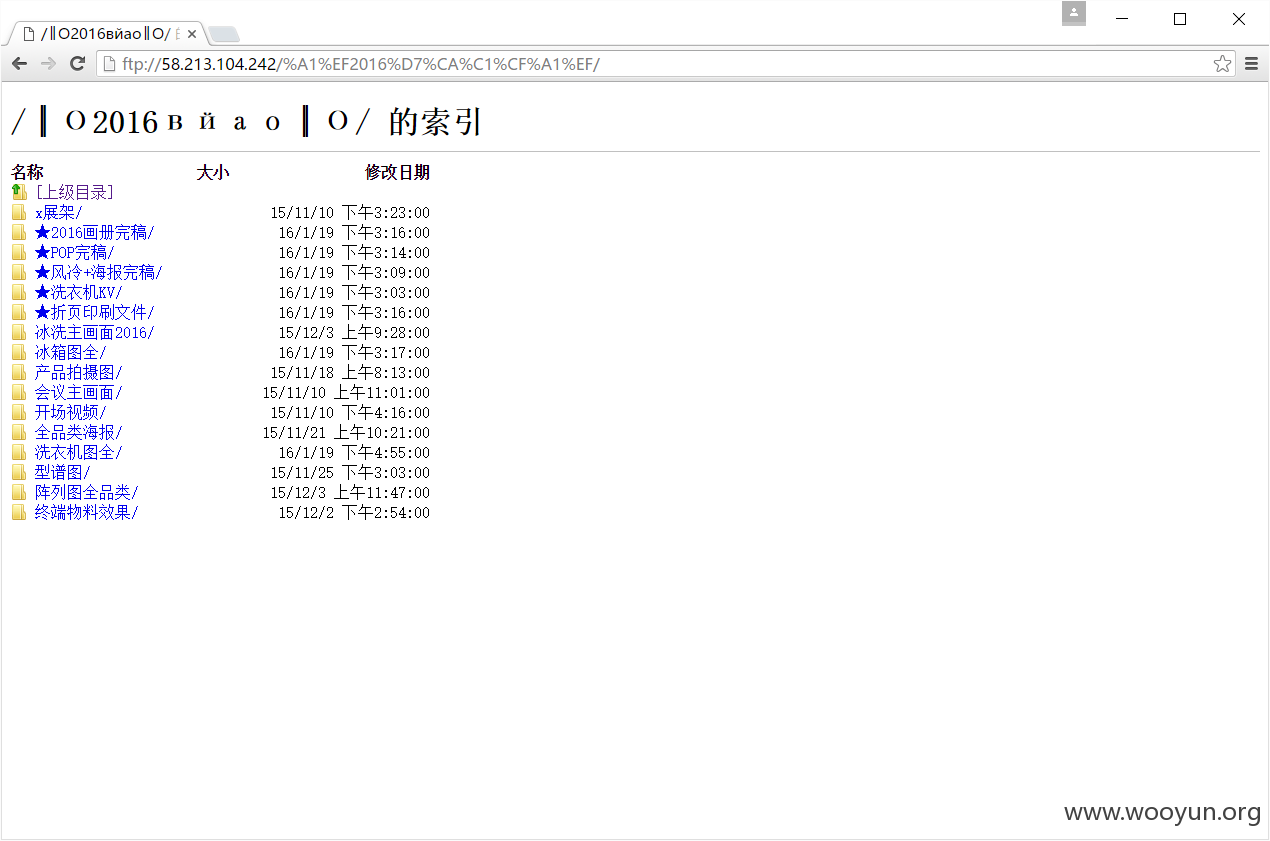 /║О2016вйао║О/ 的
ftp://58.213.104.242/%A1%EF2016%D7%CA%C1%CF%A1%EF/
/║О2016вйао║О/ 的索引
名称 大小 修改日期
[上级目录]
x展架/ 15/11/10 下午3:23:00
★2016画册完稿/ 16/1/19 下午3:16:00
★POP完稿/ 16/1/19 下午3:14:00
★风冷+海报完稿/ 16/1/19 下午3:09:00
★洗衣机KV/ 16/1/19 下午3:03:00
★折页印刷文件/ 16/1/19 下午3:16:00
冰洗主画面2016/ 15/12/3 上午9:28:00
冰箱图全/ 16/1/19 下午3:17:00
产品拍摄图/ 15/11/18 上午8:13:00
会议主画面/ 15/11/10 上午11:01:00
开场视频/ 15/11/10 下午4:16:00
全品类海报/ 15/11/21 上午10:21:00
洗衣机图全/ 16/1/19 下午4:55:00
型谱图/ 15/11/25 下午3:03:00
阵列图全品类/ 15/12/3 上午11:47:00
终端物料效果/ 15/12/2 下午2:54:00
www.wooyun.org